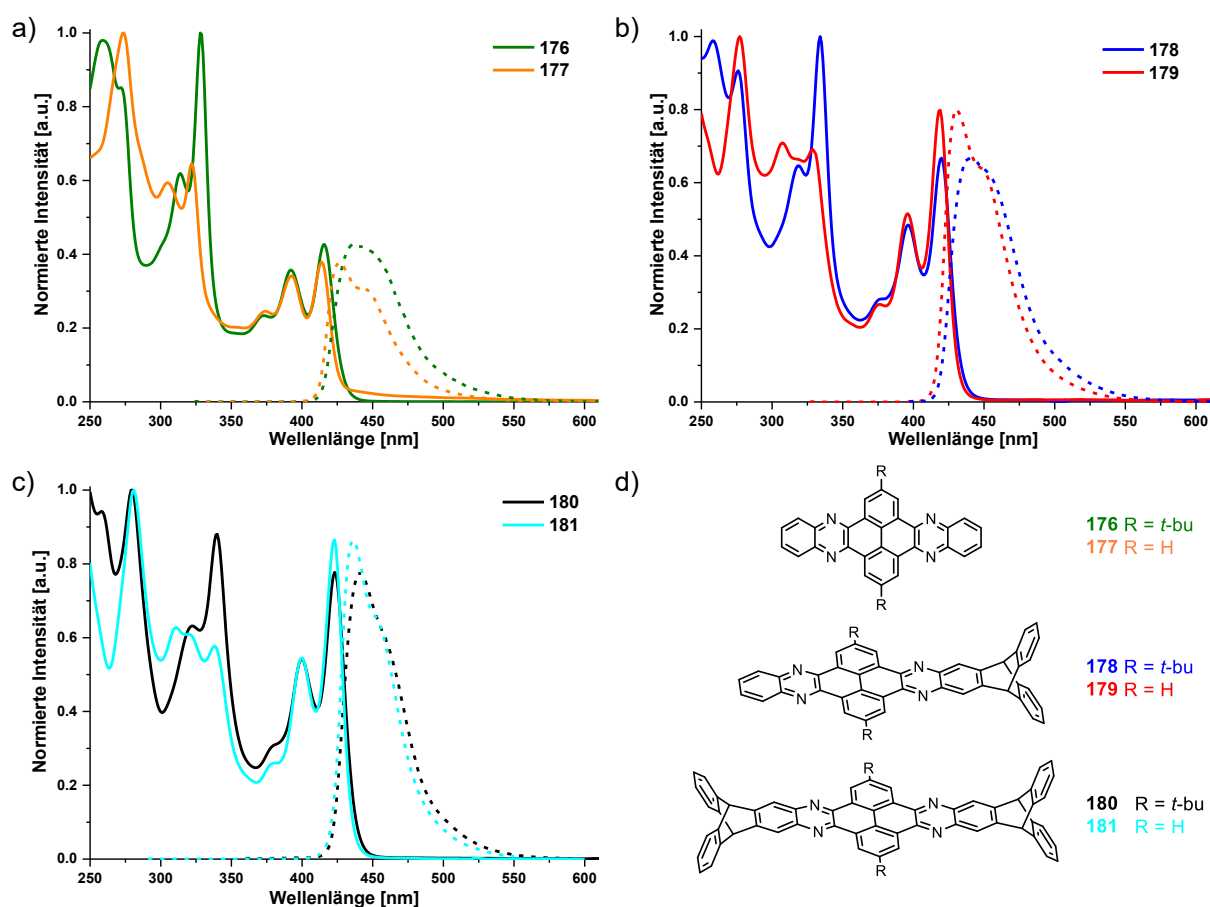 a)
176
177
Normierte Intensität [a.u.]
1.0
0.8
0.6
0.4
0.2
0.0
250 300 350 400 450 500 550 600
Wellenlänge [nm]
b)
178
179
Normierte Intensität [a.u.]
1.0
0.8
0.6
0.4
0.2
0.0
250 300 350 400 450 500 550 600
Wellenlänge [nm]
c)
180
181
Normierte Intensität [a.u.]
1.0
0.8
0.6
0.4
0.2
0.0
250 300 350 400 450 500 550 600
Wellenlänge [nm]
d)
R
N N
N N
R
176 R = t-bu
177 R = H
R
N N
N N
R
178 R = t-bu
179 R = H
R
N N
N N
R
180 R = t-bu
181 R = H